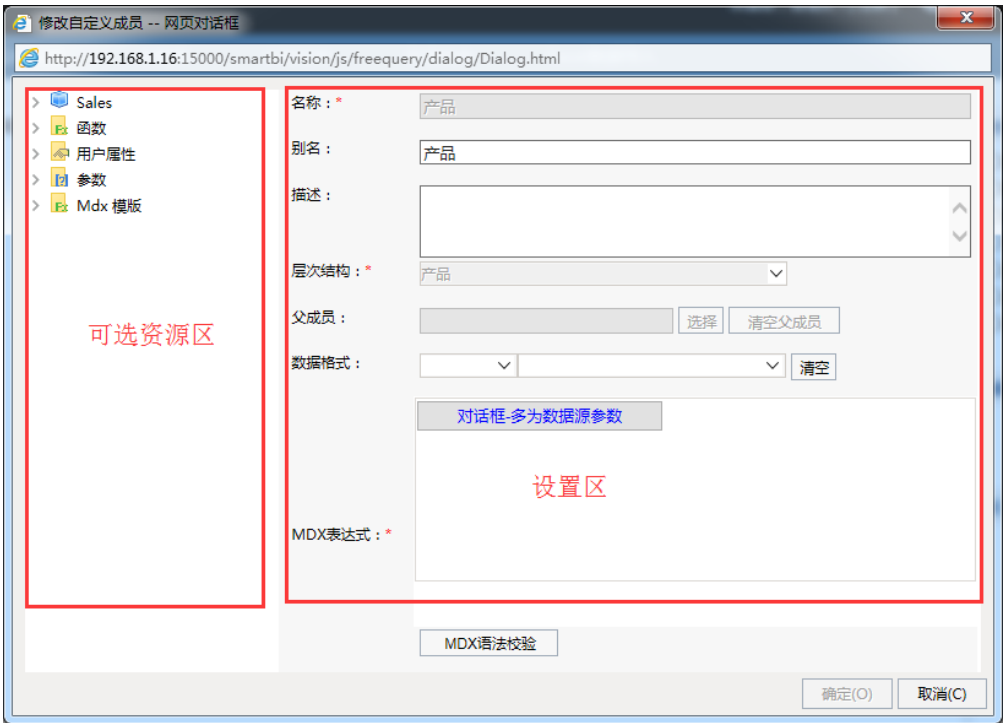 修改自定义成员 -- 网页对话框
http://192.168.1.16:15000/smartbi/vision/js/freequery/dialog/Dialog.html
Sales
函数
用户属性
参数
Mdx 模版
可选资源区
名称：* 产品
别名： 产品
描述：
层次结构：* 产品
父成员： 选择 清空父成员
数据格式： 清空
对话框-多为数据源参数
设置区
MDX表达式：*
MDX语法校验
确定(O) 取消(C)